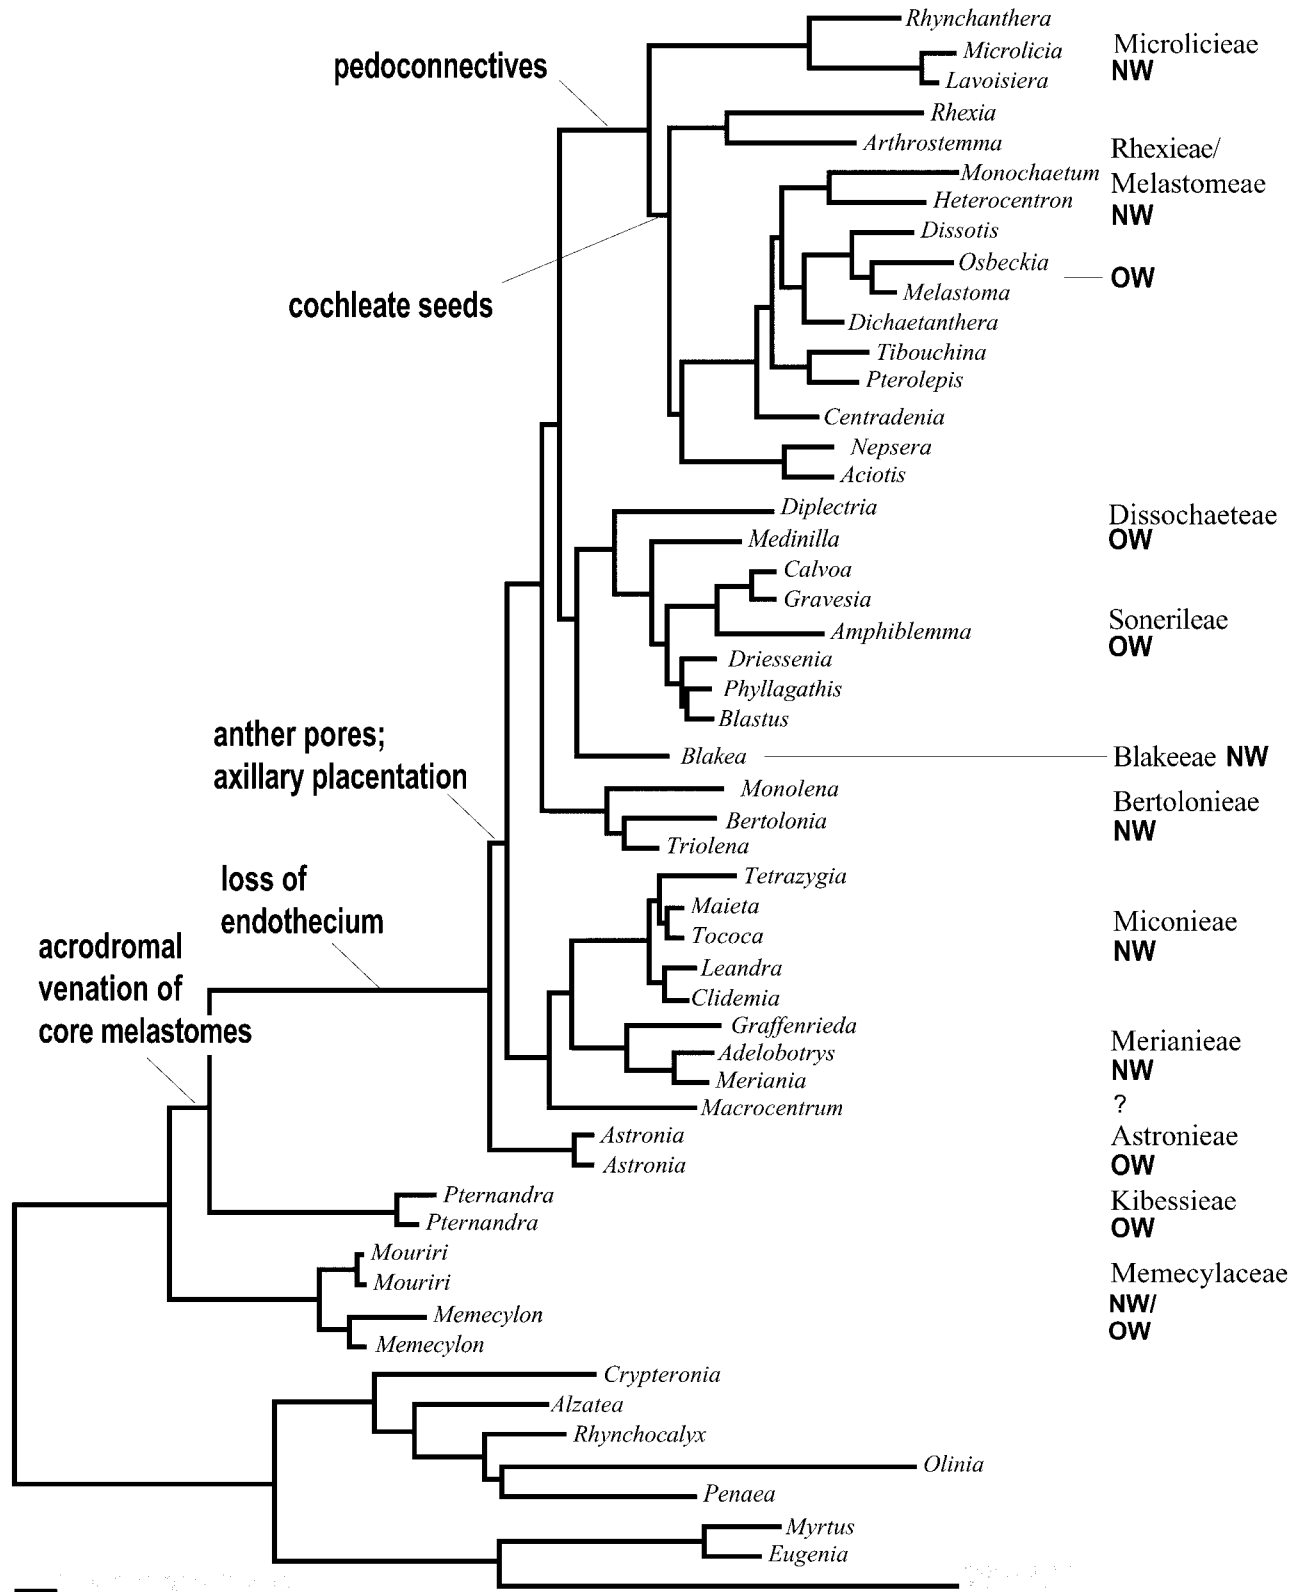 Rhynchanthera
Microlicia
Lavoisiera
Microlicieae
NW
pedoconnectives
Rhexia
Arthrostemma
Monochaetum
Heterocentron
Rhexieae/
Melastomeae
NW
Dissotis
Osbeckia
OW
Melastoma
cochleate seeds
Dichaetanthera
Tibouchina
Pterolepis
Centradenia
Nepsera
Aciotis
Diplectria
Dissochaeteae
OW
Medinilla
Calvoa
Gravesia
Amphiblemma
Sonerileae
OW
Driessenia
Phyllagathis
Blastus
anther pores;
axillary placentation
Blakea
Blakeeae NW
Monolena
Bertolonia
Triolena
Bertolonieae
NW
loss of
endothecium
Tetrazygia
Maieta
Tococa
Leandra
Clidemia
Miconieae
NW
acrodromal
venation of
core melastomes
Graffenrieda
Adelobotrys
Meriania
Merianieae
NW
Macrocentrum
?
Astronia
Astronia
Astronieae
OW
Pternandra
Pternandra
Kibessieae
OW
Mouriri
Mouriri
Memecylon
Memecylon
Memecylaceae
NW/
OW
Crypteronia
Alzatea
Rhynchocalyx
Olinia
Penaea
Myrtus
Eugenia